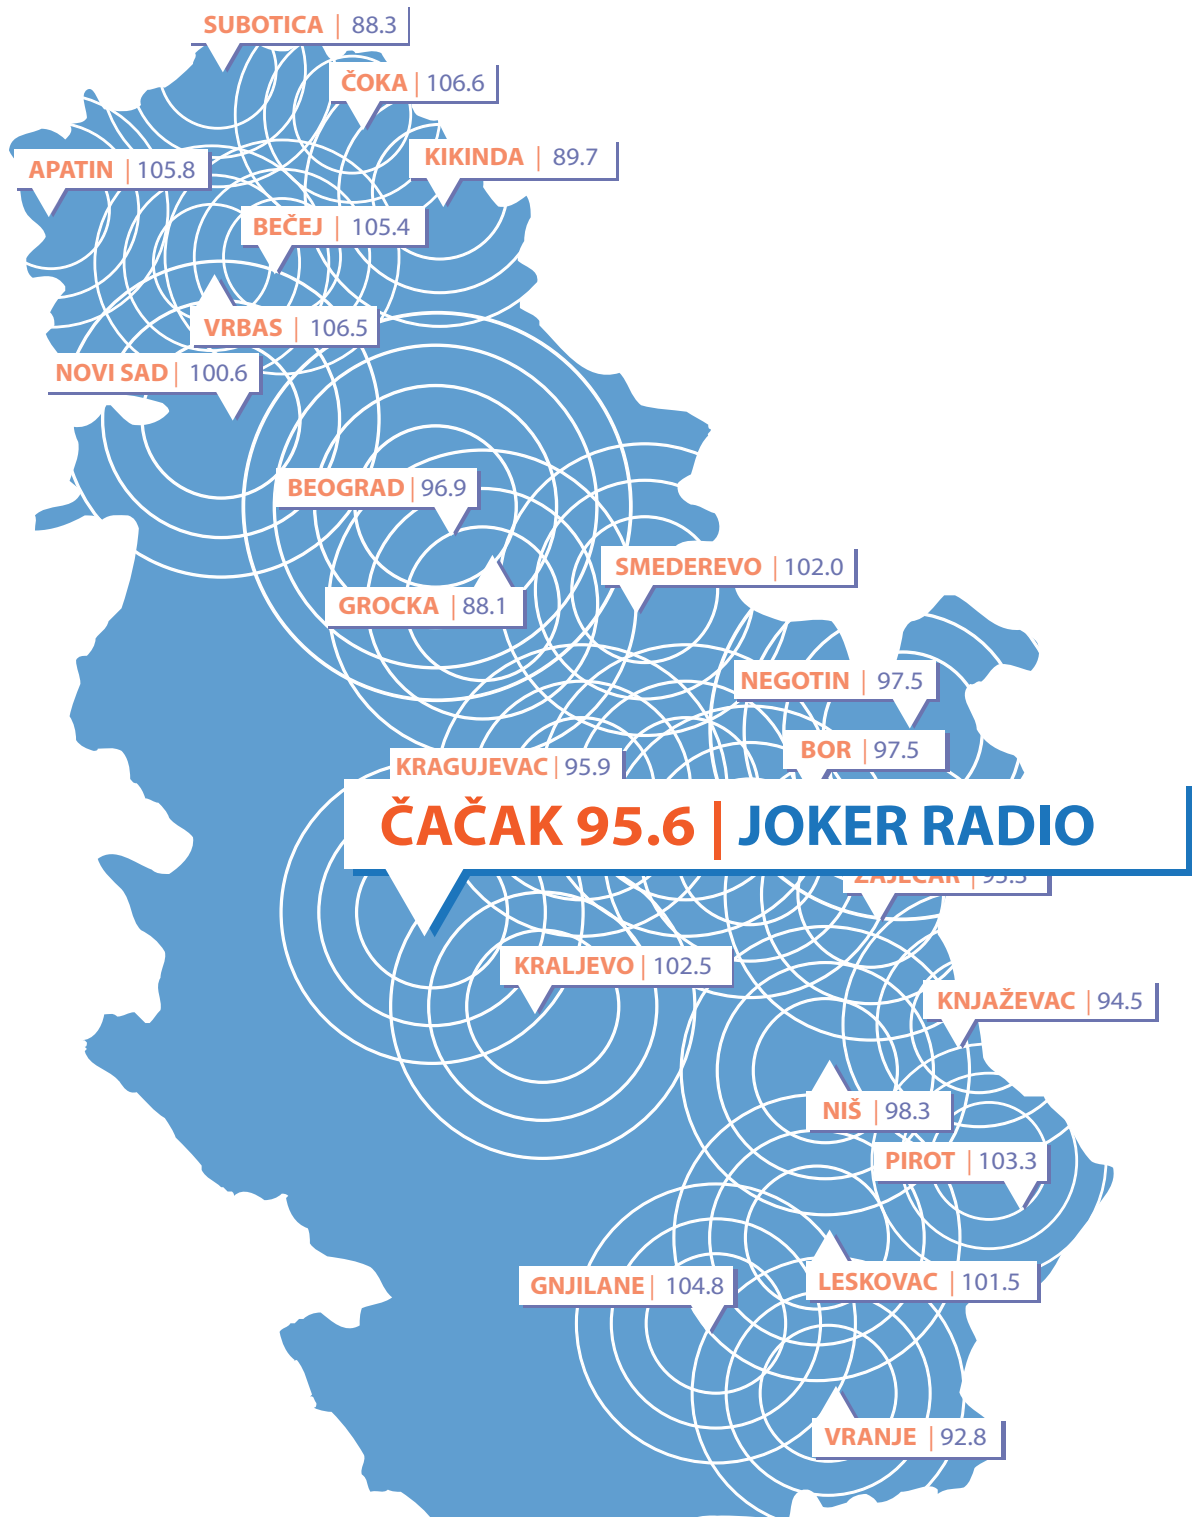 SUBOTICA | 88.3
ČOKA | 106.6
KIKINDA | 89.7
APATIN | 105.8
BEČEJ | 105.4
VRBAS | 106.5
NOVI SAD | 100.6
BEOGRAD | 96.9
SMEDEREVO | 102.0
GROCKA | 88.1
NEGOTIN | 97.5
BOR | 97.5
KRAGUJEVAC | 95.9
ČAČAK 95.6 | JOKER RADIO
ZAJEČAR |
KRALJEVO | 102.5
KNJAŽEVAC | 94.5
NIŠ | 98.3
PIROT | 103.3
LESKOVAC | 101.5
GNJILANE | 104.8
VRANJE | 92.8